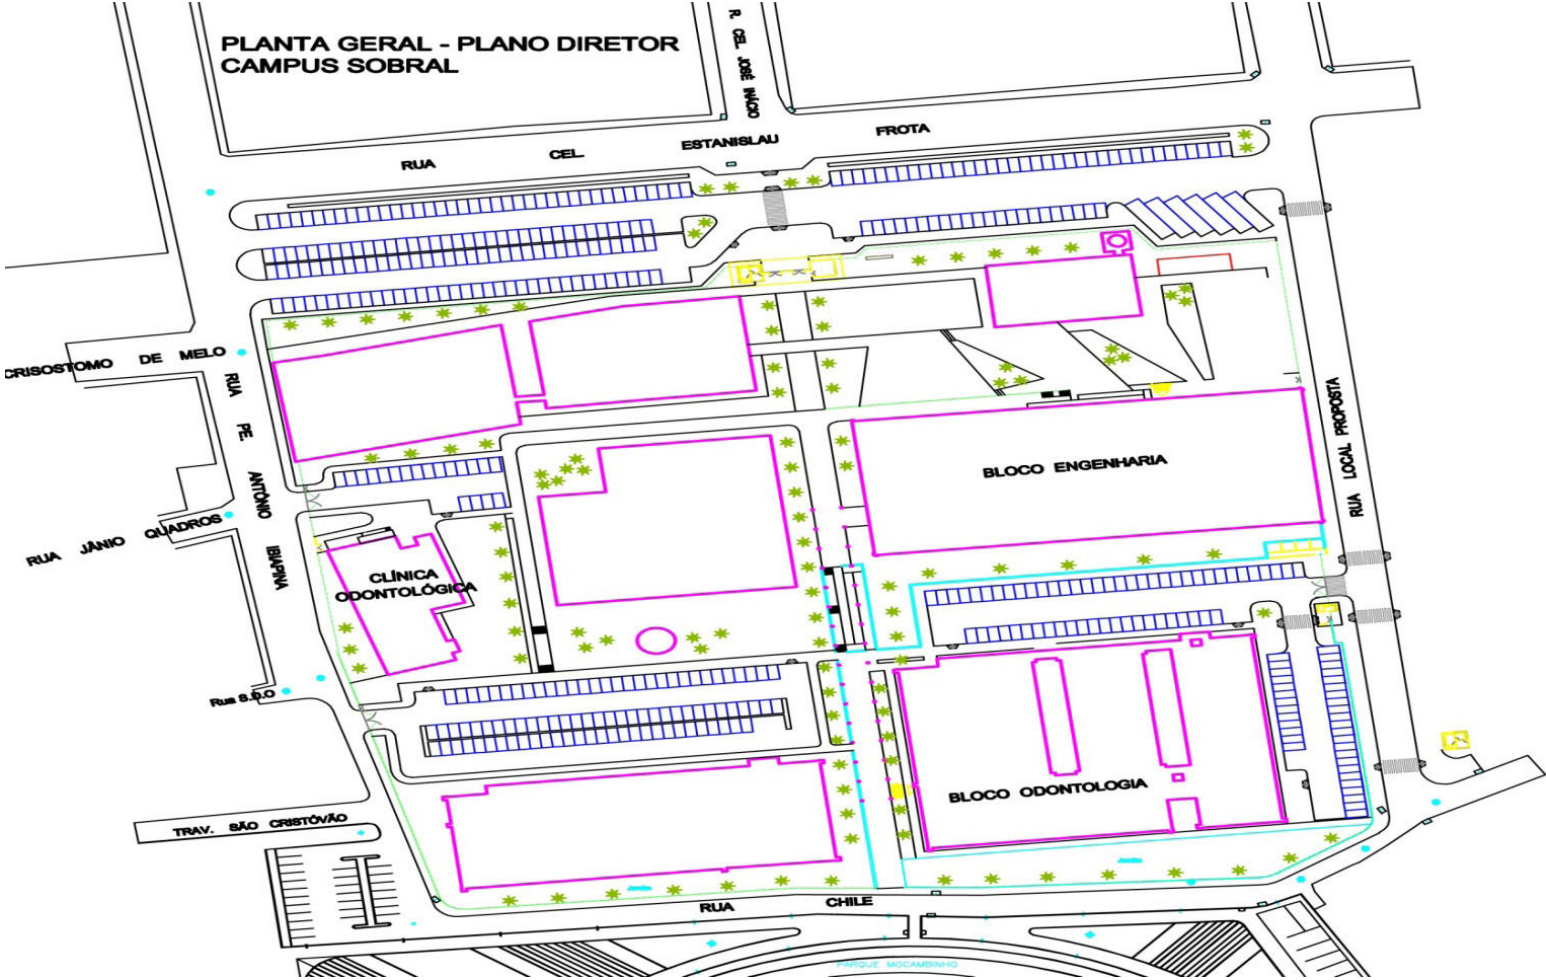 PLANTA GERAL - PLANO DIRETOR
CAMPUS SOBRAL
R. CEL. JOSÉ INÁCIO
RUA CEL. ESTANISLAU FROTA
CRISOSTOMO DE MELO
RUA PE. ANTÔNIO IBIAPINA
RUA LOCAL PROPOSTA
BLOCO ENGENHARIA
RUA JÂNIO QUADROS
CLÍNICA
ODONTOLÓGICA
Rua S.D.O
BLOCO ODONTOLOGIA
TRAV. SÃO CRISTÓVÃO
RUA CHILE
PARQUE MOCAMBINHO